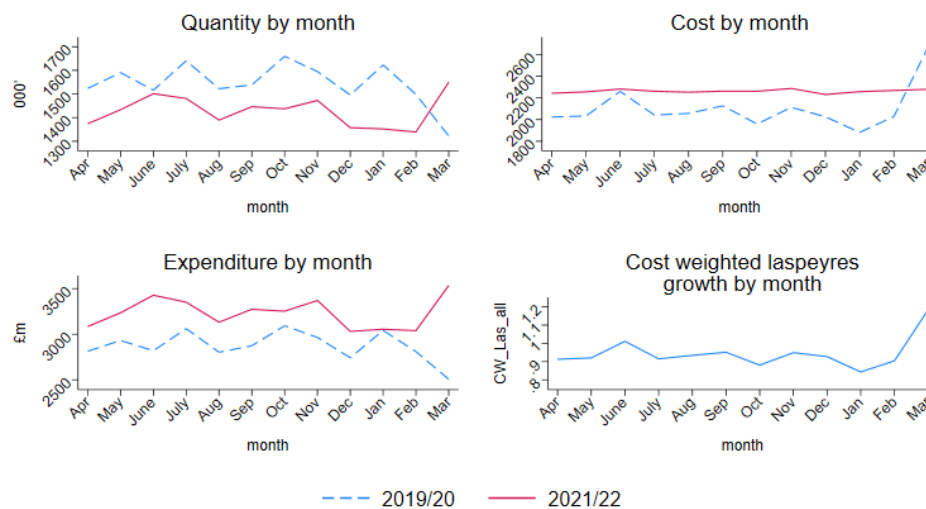 Quantity by month
000'
1700
1600
1500
1400
1300
Apr May June July Aug Sep Oct Nov Dec Jan Feb Mar
month
Cost by month
2600
2400
2200
2000
1800
Apr May June July Aug Sep Oct Nov Dec Jan Feb Mar
month
Expenditure by month
£m
3500
3000
2500
Apr May June July Aug Sep Oct Nov Dec Jan Feb Mar
month
Cost weighted laspeyres
growth by month
CW_Las_all
1.2
1.1
1
.9
.8
Apr May June July Aug Sep Oct Nov Dec Jan Feb Mar
month
2019/20 2021/22